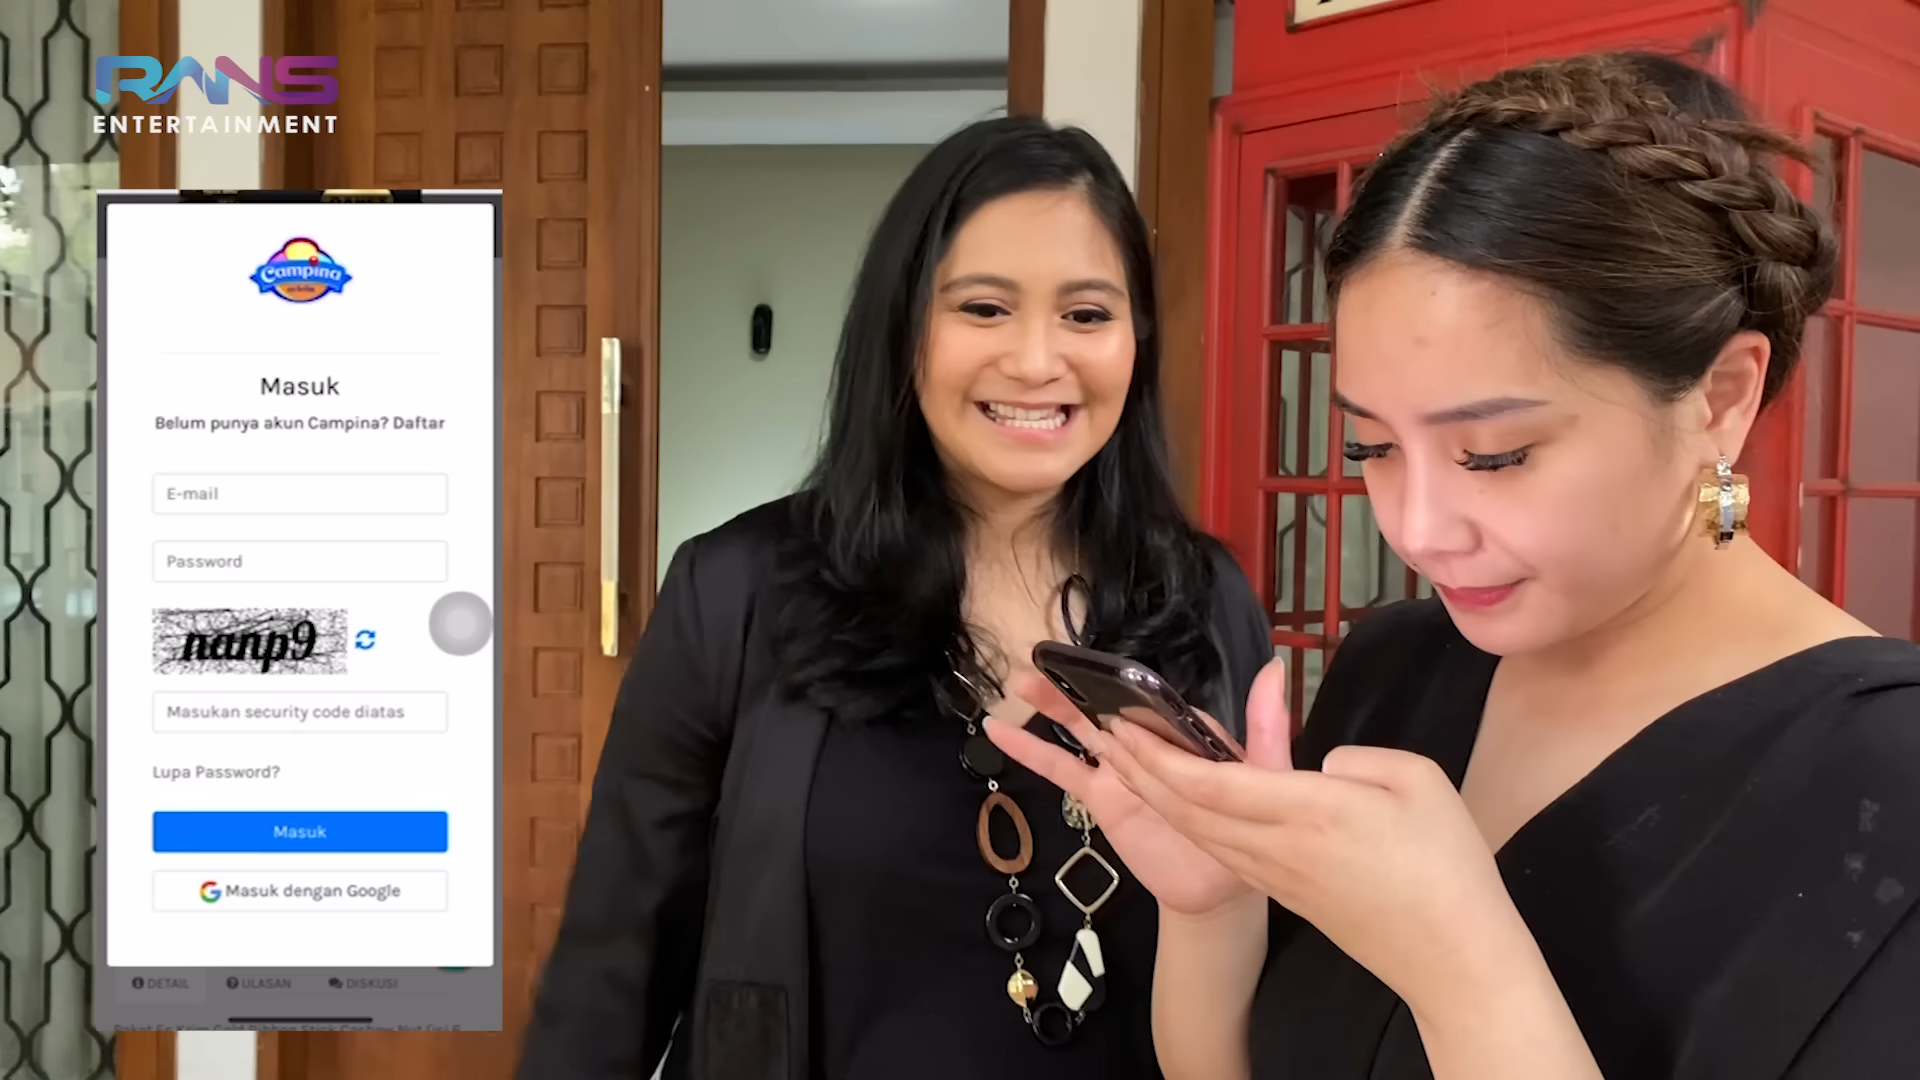 RANS
ENTERTAINMENT
Campina
Masuk
Belum punya akun Campina? Daftar
E-mail
Password
nanp9
Masukan security code diatas
Lupa Password?
Masuk
Masuk dengan Google
DETAIL
ULASAN
DISKUSI